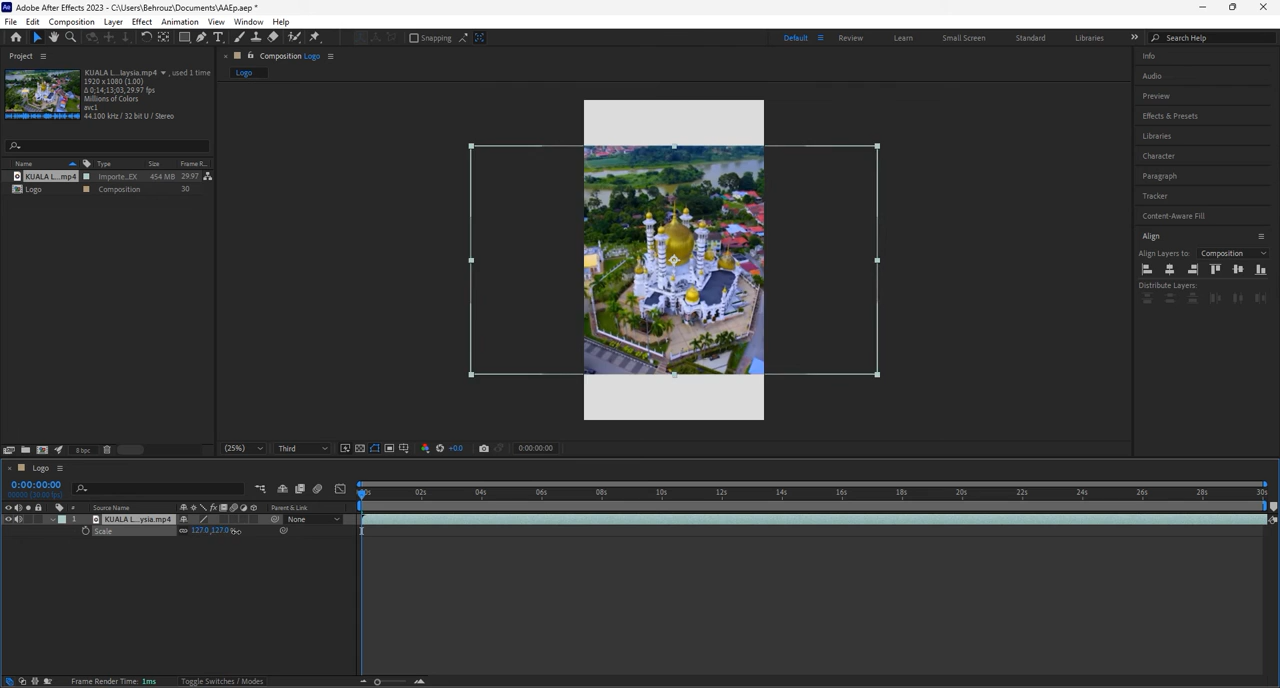 Adobe After Effects 2023 - C:\Users\Behrouz\Documents\AAEp.aep *
File Edit Composition Layer Effect Animation View Window Help
Snapping
Default Review Learn Small Screen Standard Libraries Search Help
Project
KUALA L...laysia.mp4, used 1 time
1920 x 1080 (1.00)
Δ 0;14;13;03, 29.97 fps
Millions of Colors
avc1
44.100 kHz / 32 bit U / Stereo
Name Type Size Frame R...
KUALA L...mp4 Importe...EX 454 MB 29.97
Logo Composition 30
8 bpc
Composition Logo
Logo
(25%) Third +0.0 0:00:00:00
Info
Audio
Preview
Effects & Presets
Libraries
Character
Paragraph
Tracker
Content-Aware Fill
Align
Align Layers to: Composition
Distribute Layers:
Logo
0:00:00:00
# Source Name Parent & Link
02s 04s 06s 08s 10s 12s 14s 16s 18s 20s 22s 24s 26s 28s 30s
1 KUALA L...ysia.mp4 None
Scale 127.0, 127.0
Frame Render Time: 1ms Toggle Switches / Modes